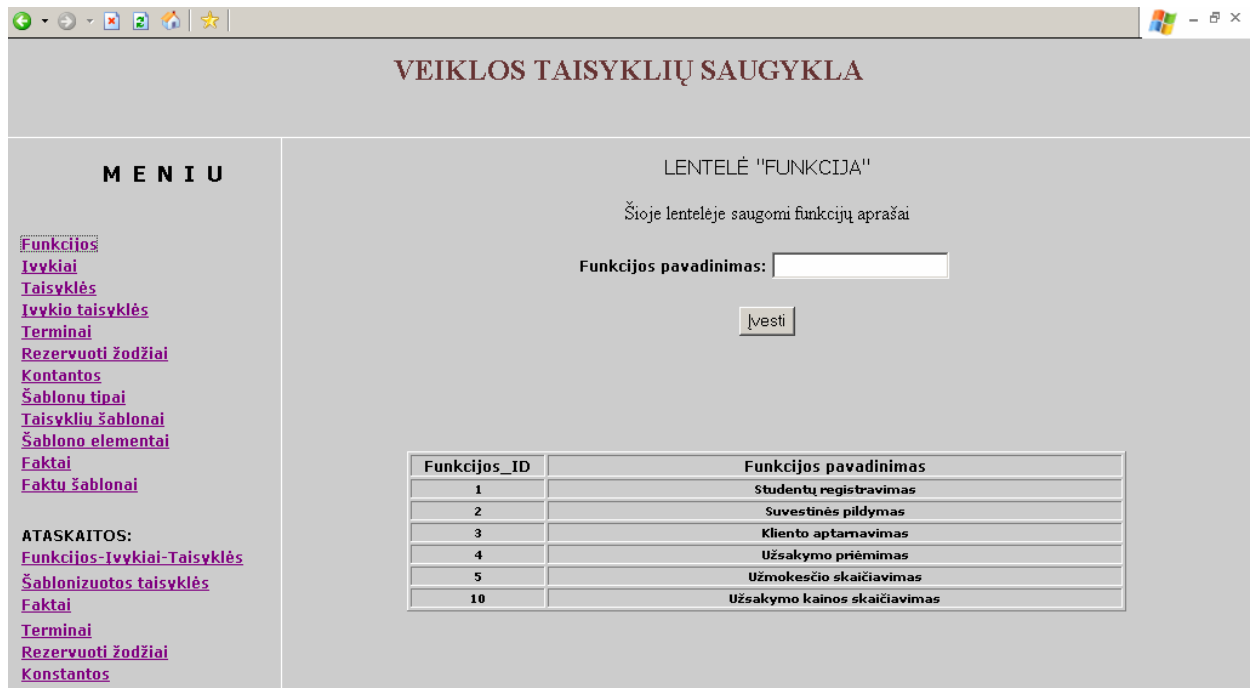 VEIKLOS TAISYKLIŲ SAUGYKLA
M E N I U
Funkcijos
Įvykiai
Taisyklės
Įvykio taisyklės
Terminai
Rezervuoti žodžiai
Kontantos
Šablonų tipai
Taisyklių šablonai
Šablono elementai
Faktai
Faktų šablonai
ATASKAITOS:
Funkcijos-Įvykiai-Taisyklės
Šablonizuotos taisyklės
Faktai
Terminai
Rezervuoti žodžiai
Konstantos
LENTELĖ "FUNKCIJA"
Šioje lentelėje saugomi funkcijų aprašai
Funkcijos pavadinimas:
Įvesti
Funkcijos_ID Funkcijos pavadinimas
1 Studentų registravimas
2 Suvestinės pildymas
3 Kliento aptarnavimas
4 Užsakymo priėmimas
5 Užmokesčio skaičiavimas
10 Užsakymo kainos skaičiavimas